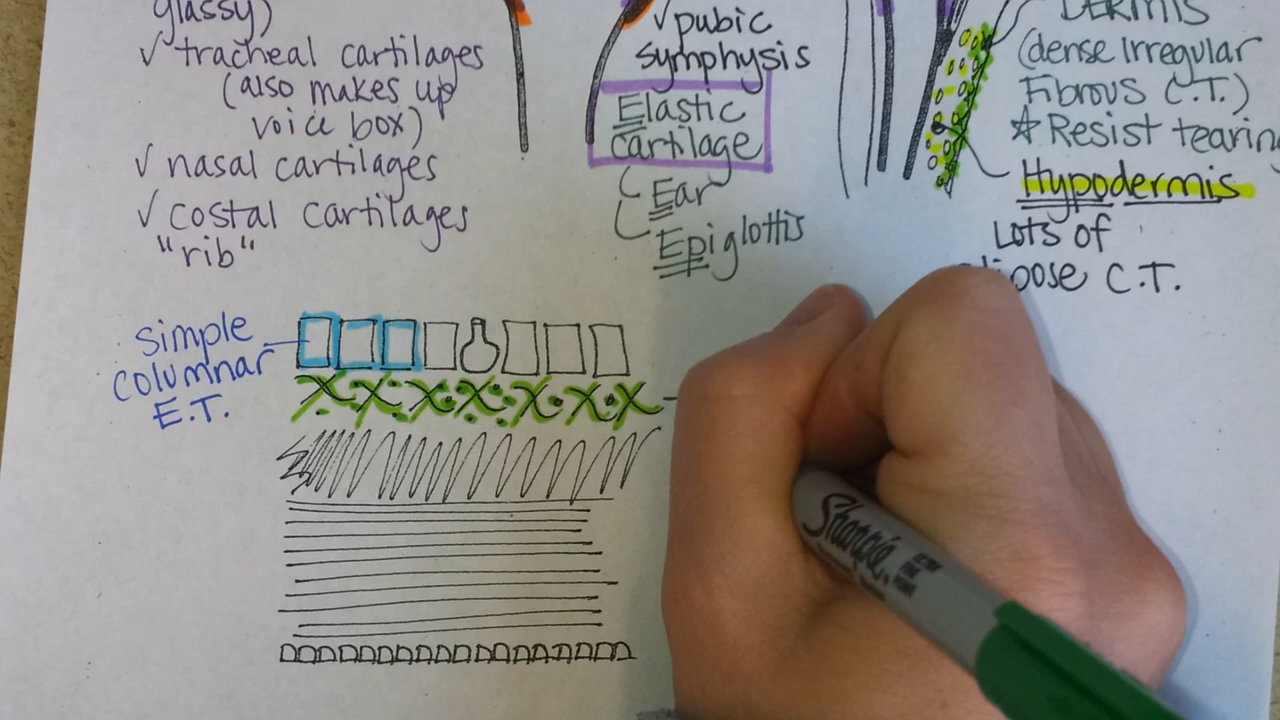 glassy)
✓ tracheal cartilages
(also makes up
voice box)
✓ nasal cartilages
✓ costal cartilages
"rib"
✓ pubic
symphysis
Elastic
cartilage
Ear
Epiglottis
DERMIS
(dense Irregular
Fibrous C.T.)
☆ Resist tearing
Hypodermis
Lots of
C.T.
simple
columnar
E.T.
Sharpie